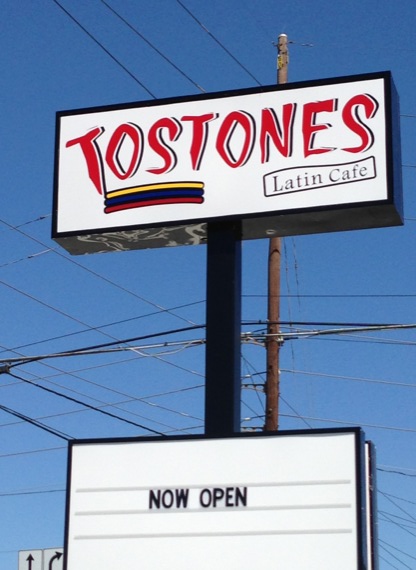 TOSTONES
Latin Cafe
NOW OPEN